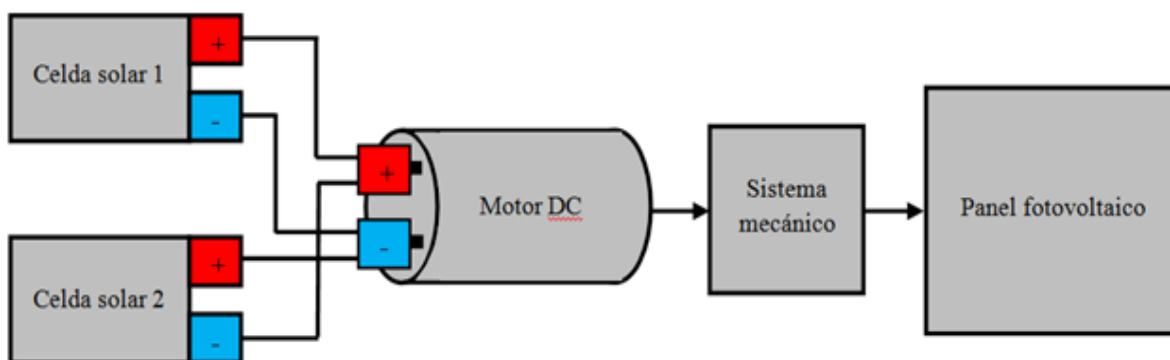 +
Celda solar 1
-
+
Motor DC
-
Sistema
mecánico
Panel fotovoltaico
+
Celda solar 2
-